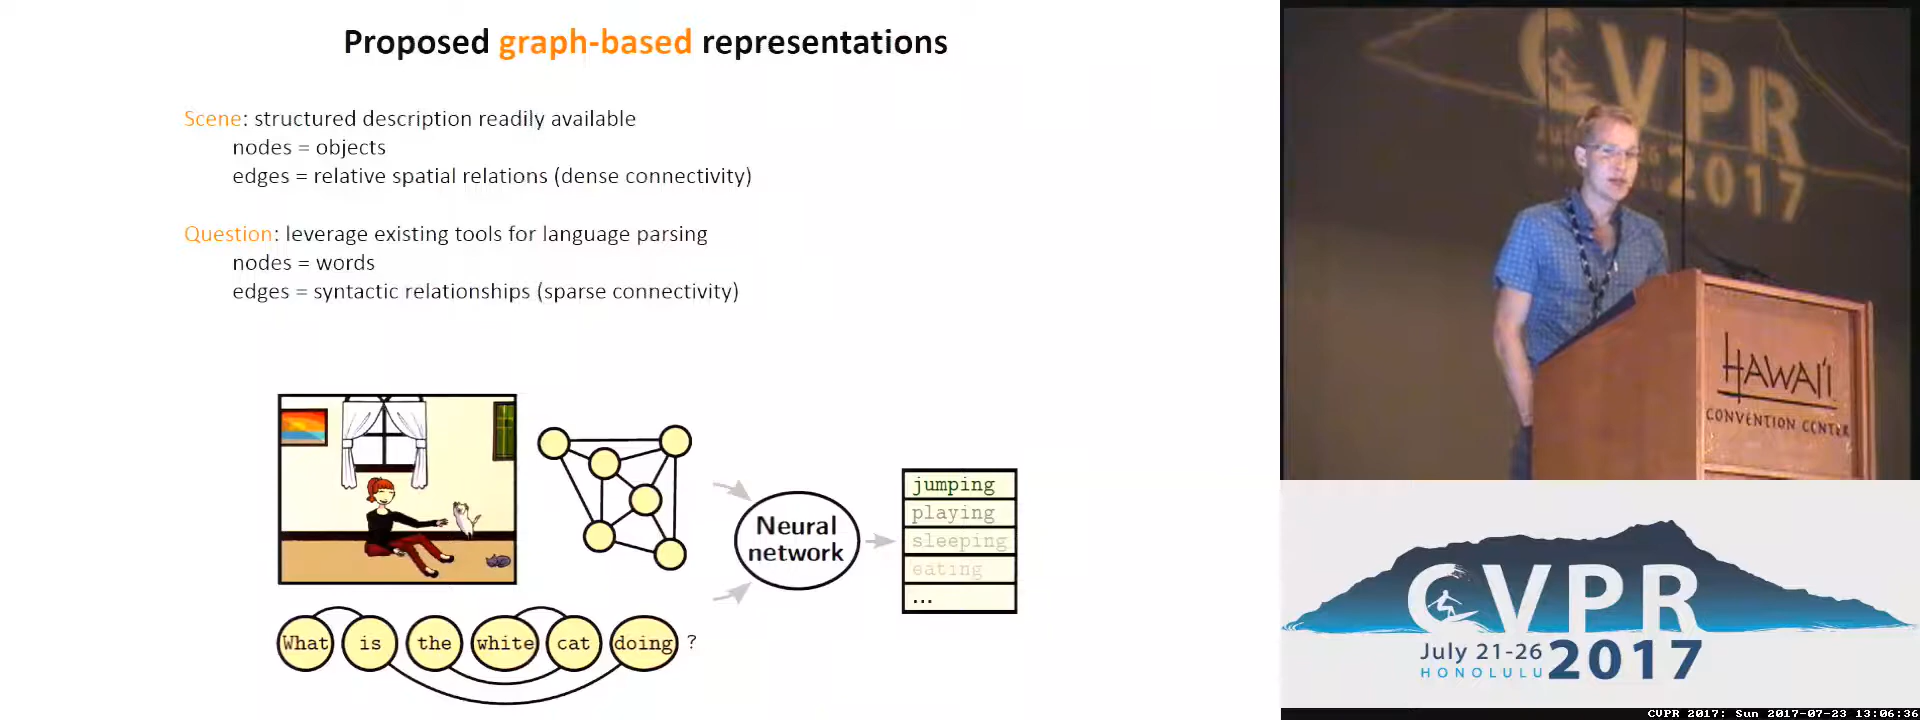 Proposed graph-based representations
Scene: structured description readily available
nodes = objects
edges = relative spatial relations (dense connectivity)
Question: leverage existing tools for language parsing
nodes = words
edges = syntactic relationships (sparse connectivity)
Neural
network
jumping
playing
sleeping
eating
...
What is the white cat doing ?
CVPR
2017
HAWAI'I
CONVENTION CENTER
CVPR
July 21-26
HONOLULU
2017
CVPR 2017: Sun 2017-07-23 13:06:36